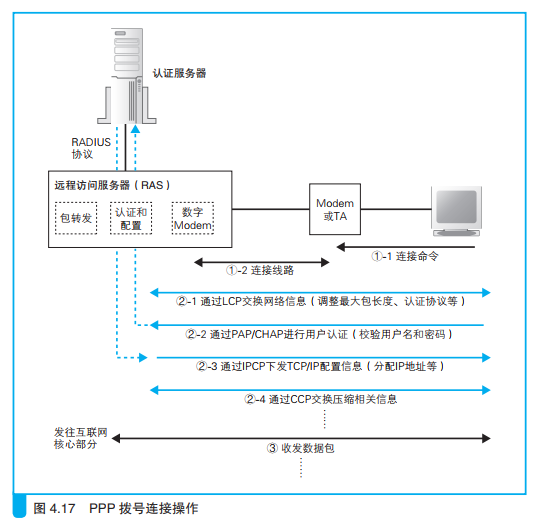 认证服务器
RADIUS
协议
远程访问服务器（RAS）
包转发
认证和
配置
数字
Modem
Modem
或TA
①-1 连接命令
①-2 连接线路
②-1 通过LCP交换网络信息（调整最大包长度、认证协议等）
②-2 通过PAP/CHAP进行用户认证（校验用户名和密码）
②-3 通过IPCP下发TCP/IP配置信息（分配IP地址等）
②-4 通过CCP交换压缩相关信息
发往互联网
核心部分
③ 收发数据包
图 4.17 PPP 拨号连接操作